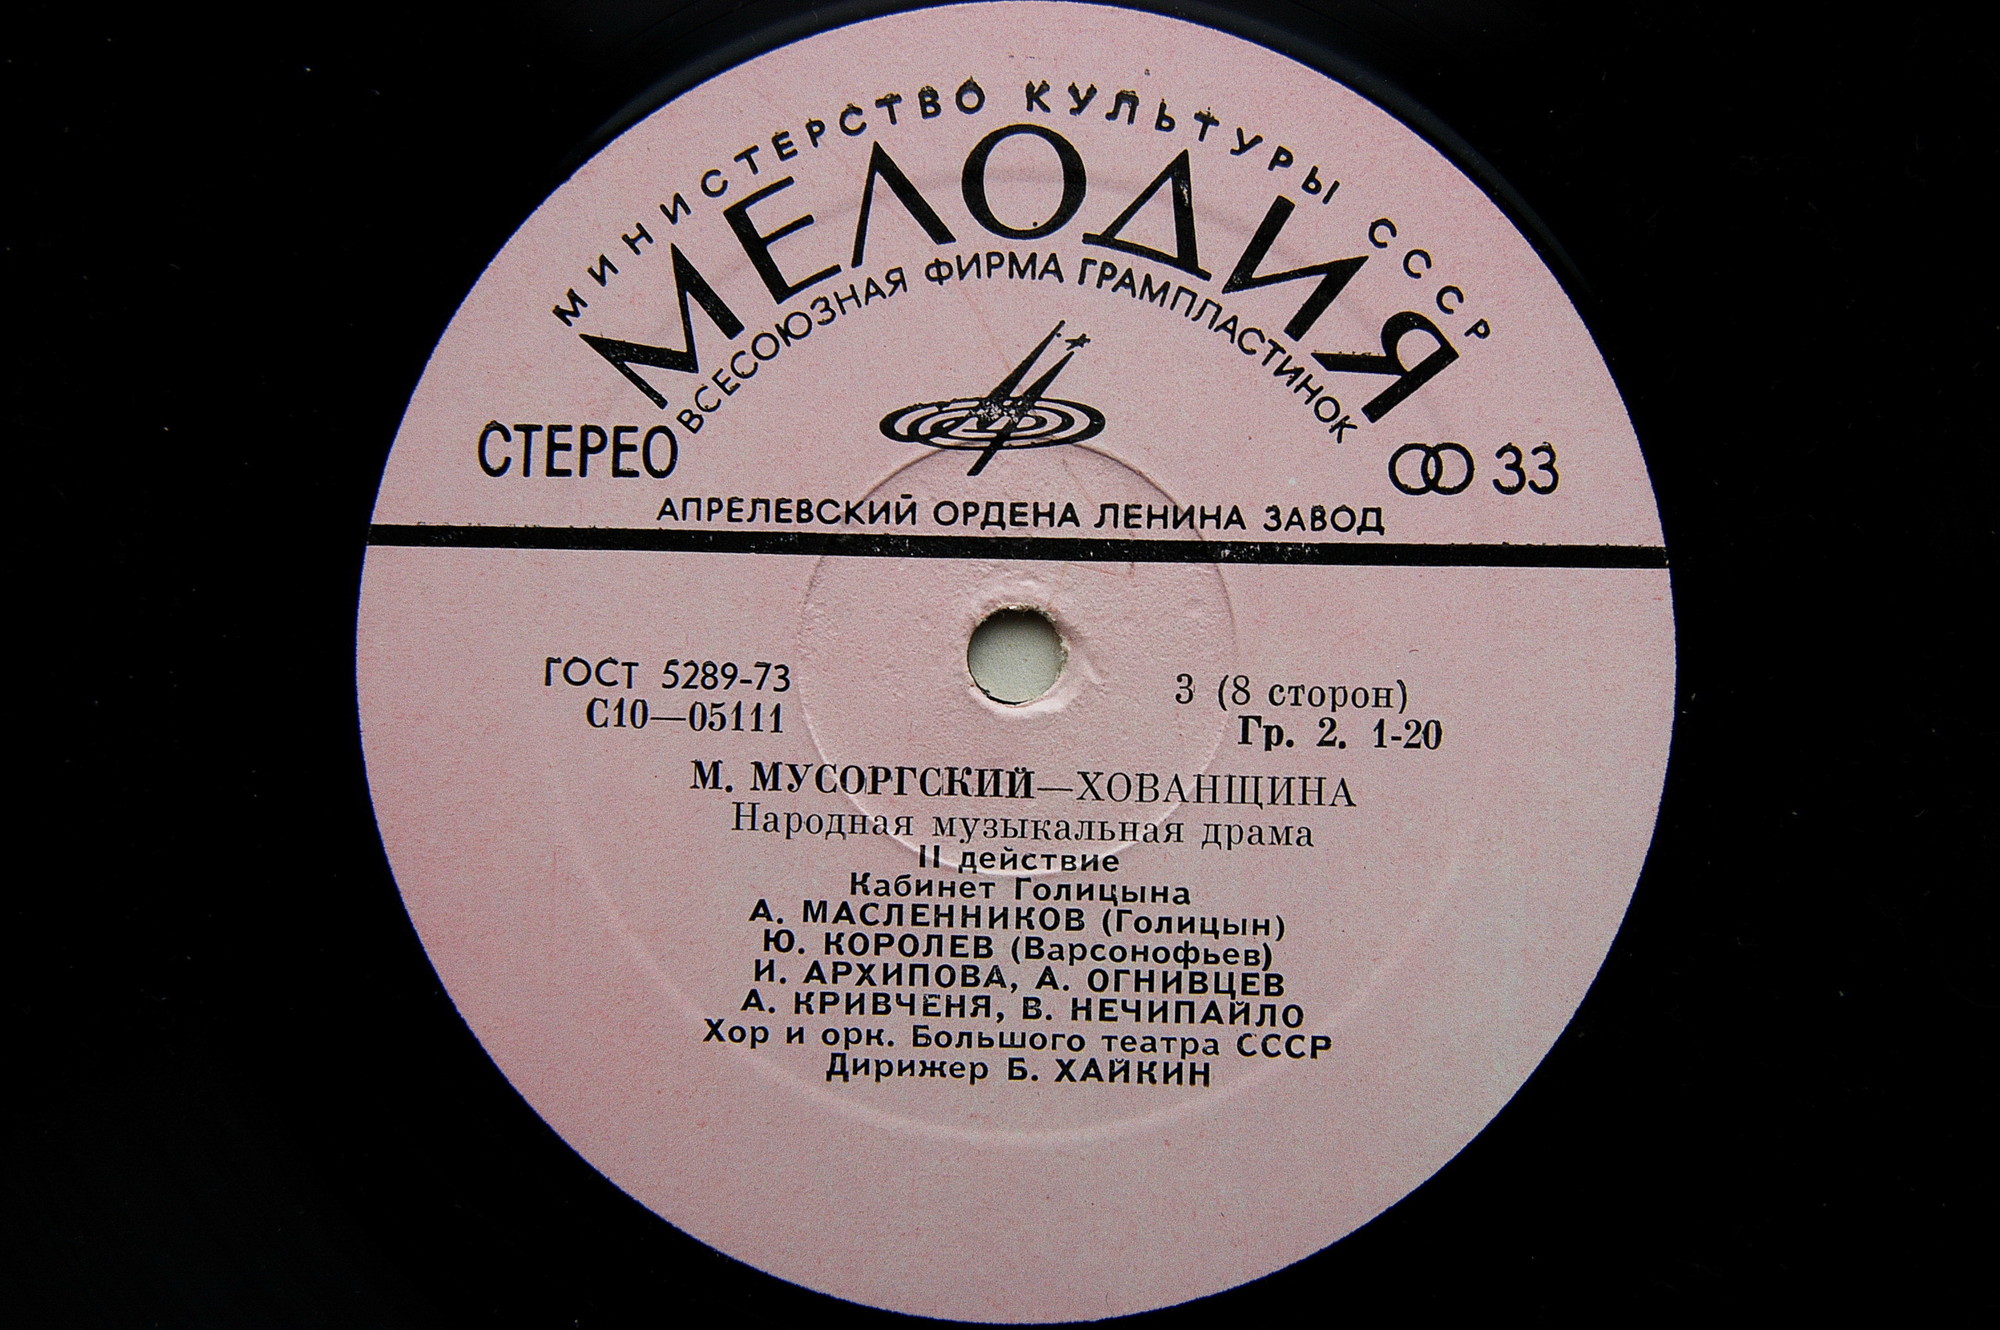 МИНИСТЕРСТВО КУЛЬТУРЫ СССР
МЕЛОДИЯ
ВСЕСОЮЗНАЯ ФИРМА ГРАМПЛАСТИНОК
СТЕРЕО
33
АПРЕЛЕВСКИЙ ОРДЕНА ЛЕНИНА ЗАВОД
ГОСТ 5289-73
С10—05111
3 (8 сторон)
Гр. 2. 1-20
М. МУСОРГСКИЙ—ХОВАНЩИНА
Народная музыкальная драма
II действие
Кабинет Голицына
А. МАСЛЕННИКОВ (Голицын)
Ю. КОРОЛЕВ (Варсонофьев)
И. АРХИПОВА, А. ОГНИВЦЕВ
А. КРИВЧЕНЯ, В. НЕЧИПАЙЛО
Хор и орк. Большого театра СССР
Дирижер Б. ХАЙКИН